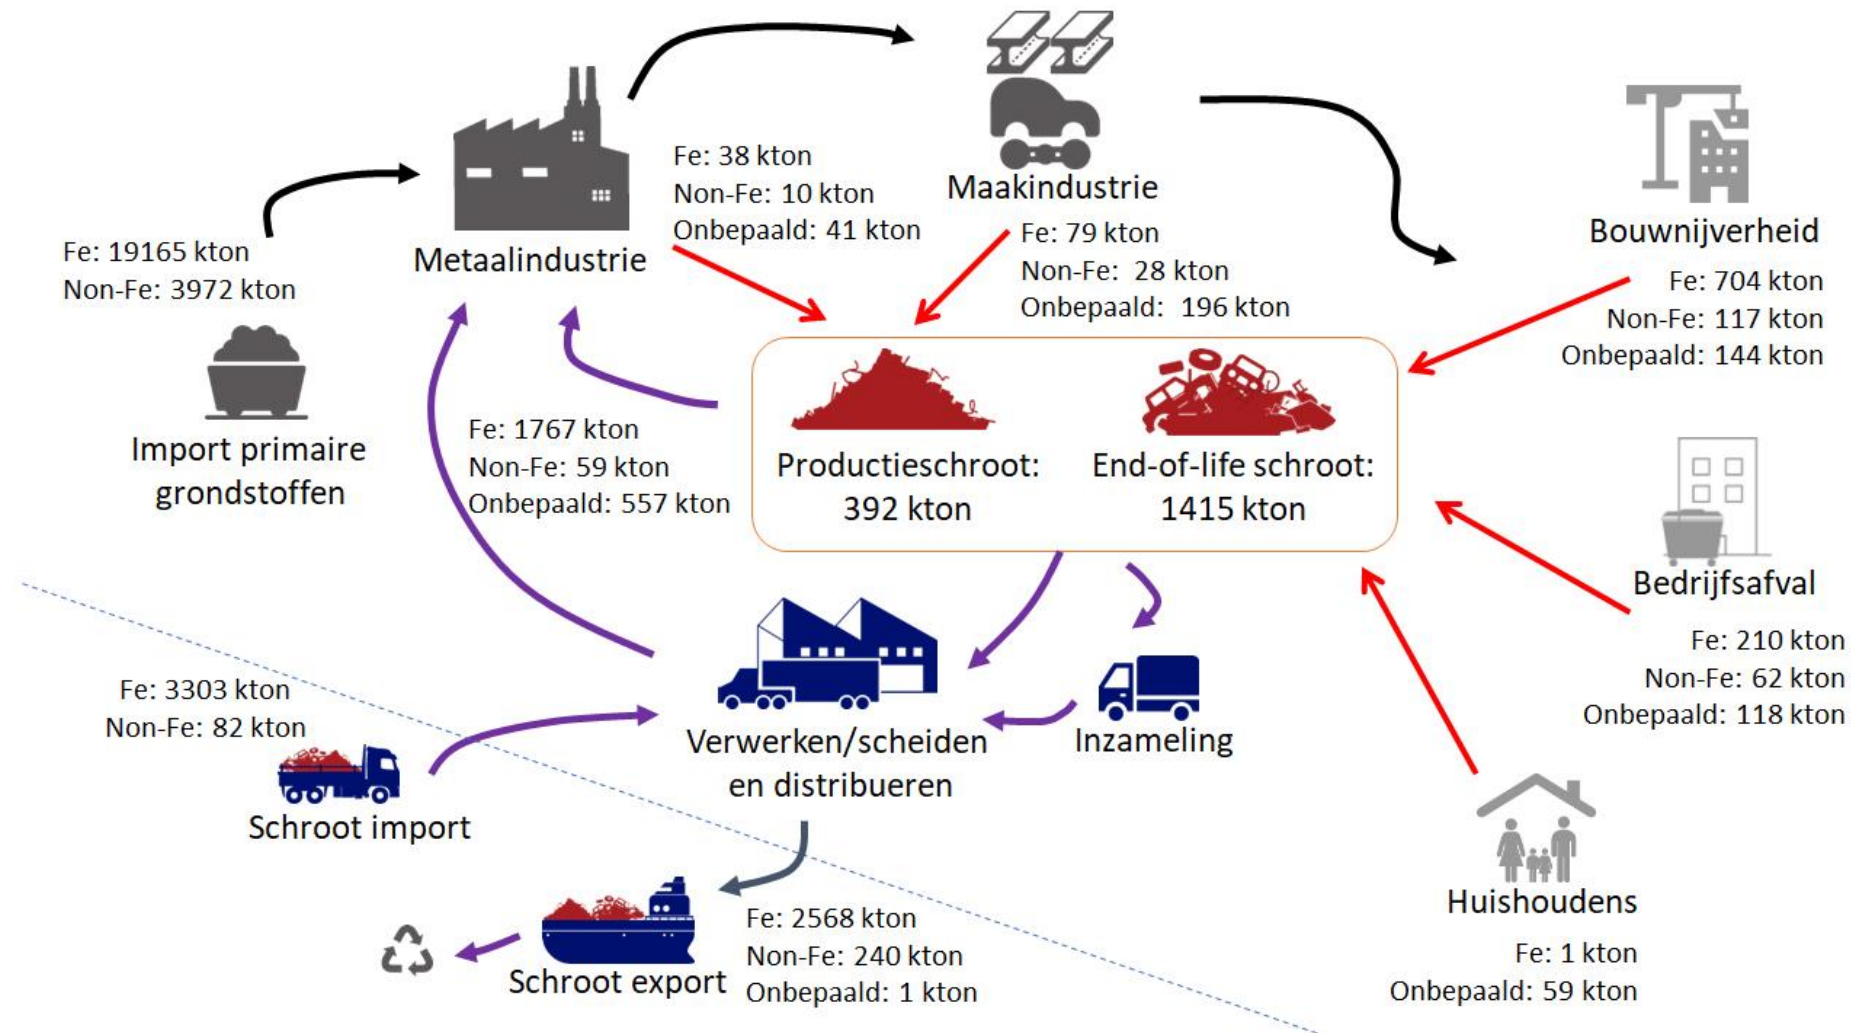 Fe: 38 kton
Non-Fe: 10 kton
Onbepaald: 41 kton
Maakindustrie
Fe: 79 kton
Non-Fe: 28 kton
Onbepaald: 196 kton
Bouwnijverheid
Fe: 704 kton
Non-Fe: 117 kton
Onbepaald: 144 kton
Fe: 19165 kton
Non-Fe: 3972 kton
Metaalindustrie
Import primaire
grondstoffen
Fe: 1767 kton
Non-Fe: 59 kton
Onbepaald: 557 kton
Productieschroot:
392 kton
End-of-life schroot:
1415 kton
Bedrijfsafval
Fe: 210 kton
Non-Fe: 62 kton
Onbepaald: 118 kton
Fe: 3303 kton
Non-Fe: 82 kton
Schroot import
Verwerken/scheiden
en distribueren
Inzameling
Huishoudens
Fe: 1 kton
Onbepaald: 59 kton
Schroot export
Fe: 2568 kton
Non-Fe: 240 kton
Onbepaald: 1 kton